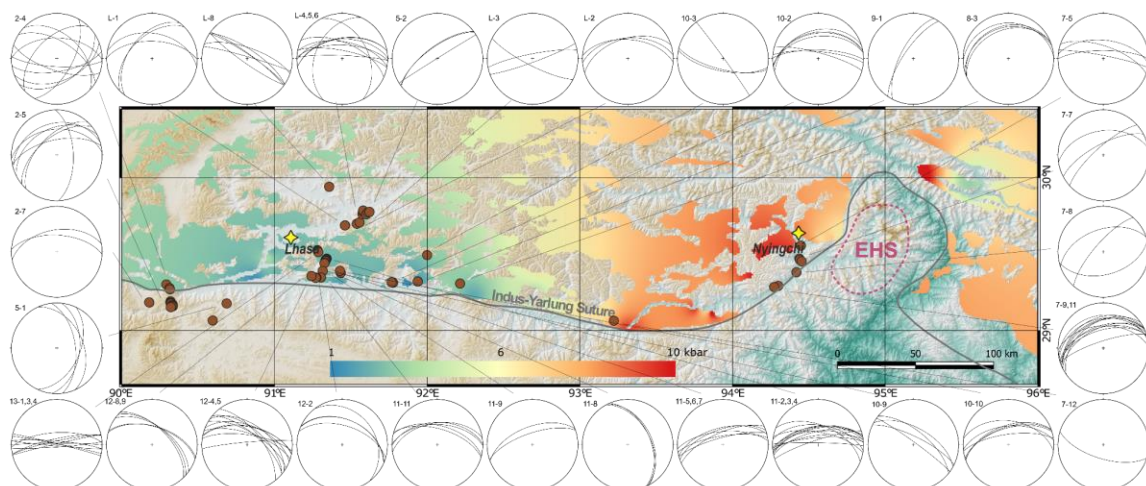 2-4
L-1
L-8
L-4,5,6
5-2
L-3
L-2
10-3
10-2
9-1
8-3
7-5
2-5
7-7
30°N
2-7
7-8
Lhasa
Nyingchi
EHS
Indus-Yarlung Suture
5-1
7-9,11
29°N
1 6 10 kbar
0 50 100 km
90°E 91°E 92°E 93°E 94°E 95°E 96°E
13-1,3,4
12-8,9
12-4,5
12-2
11-11
11-9
11-8
11-5,6,7
11-2,3,4
10-9
10-10
7-12